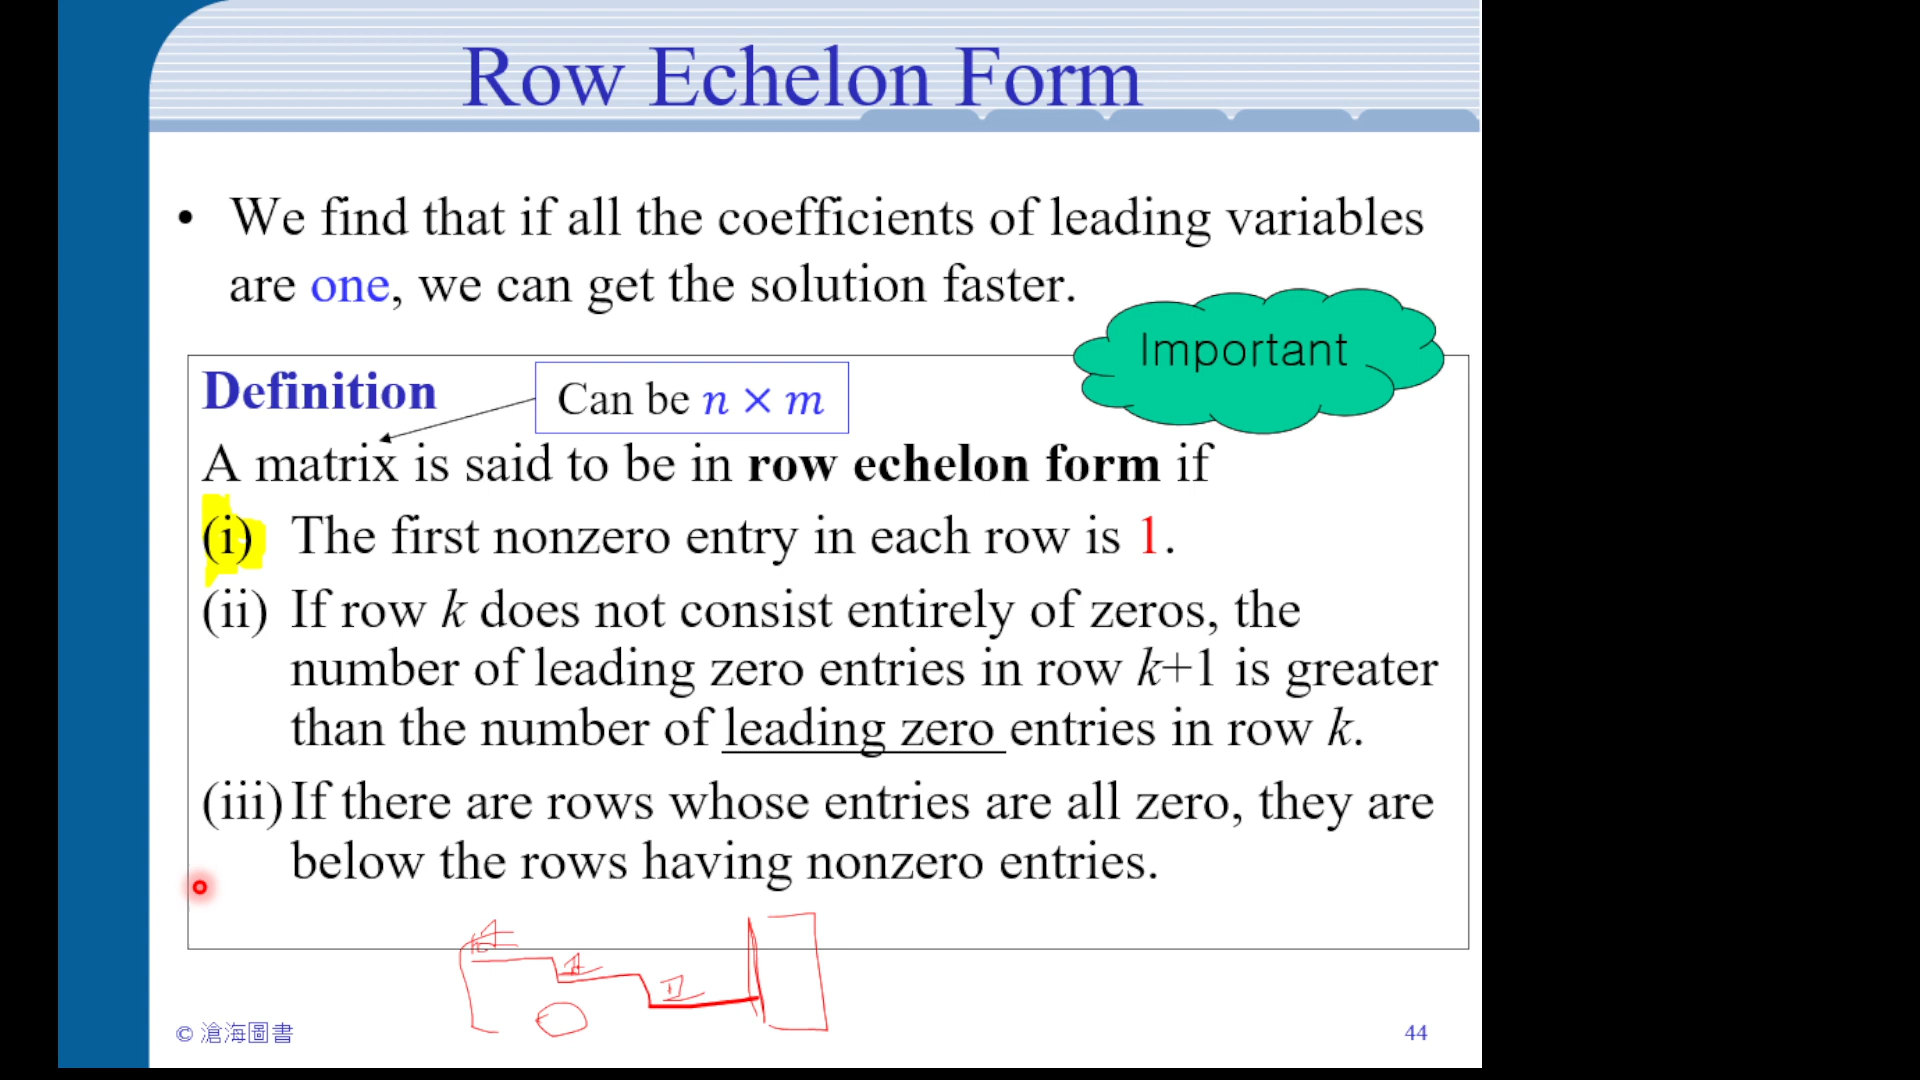 Row Echelon Form
• We find that if all the coefficients of leading variables
are one, we can get the solution faster.
Important
Definition
Can be n × m
A matrix is said to be in row echelon form if
(i) The first nonzero entry in each row is 1.
(ii) If row k does not consist entirely of zeros, the
number of leading zero entries in row k+1 is greater
than the number of leading zero entries in row k.
(iii) If there are rows whose entries are all zero, they are
below the rows having nonzero entries.
© 滄海圖書
44